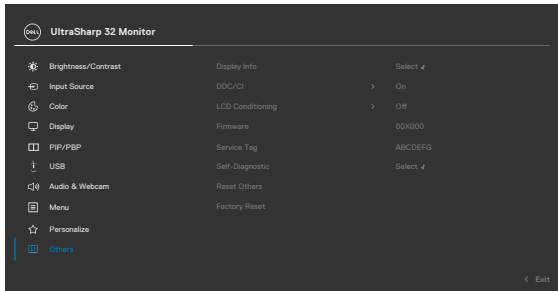 DELL UltraSharp 32 Monitor
Brightness/Contrast Display Info Select
Input Source DDC/CI > On
Color LCD Conditioning > Off
Display Firmware 00X000
PIP/PBP Service Tag ABCDEFG
USB Self-Diagnostic Select
Audio & Webcam Reset Others
Menu Factory Reset
Personalize
Others
< Exit